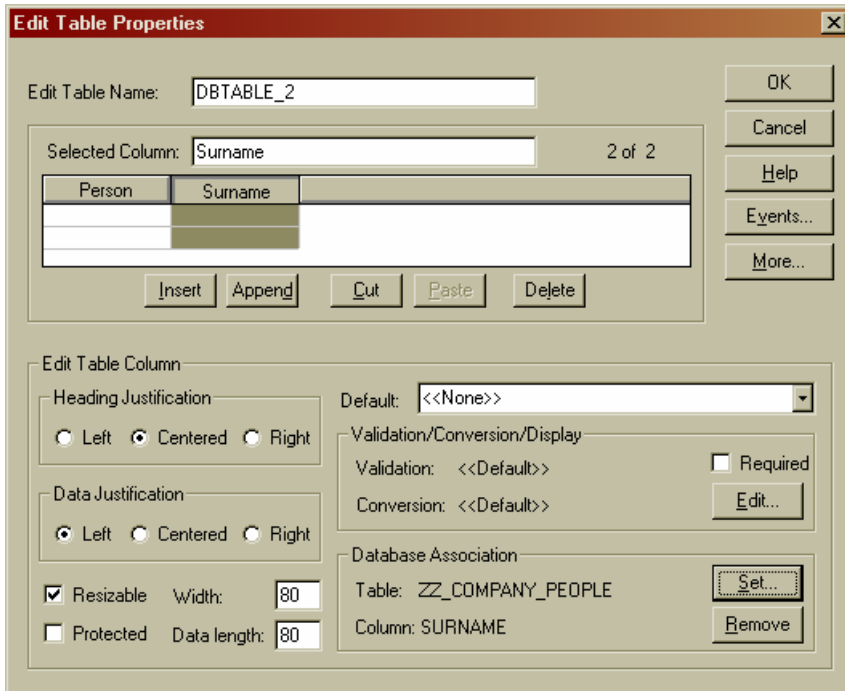 Edit Table Properties
Edit Table Name: DBTABLE_2
OK
Cancel
Selected Column: Surname 2 of 2
Help
Person Surname
Events...
More...
Insert Append Cut Paste Delete
Edit Table Column
Heading Justification
Default: <<None>>
Left Centered Right
Validation/Conversion/Display
Validation: <<Default>> Required
Data Justification
Conversion: <<Default>> Edit...
Left Centered Right
Database Association
Resizable Width: 80
Table: ZZ_COMPANY_PEOPLE Set...
Protected Data length: 80
Column: SURNAME Remove